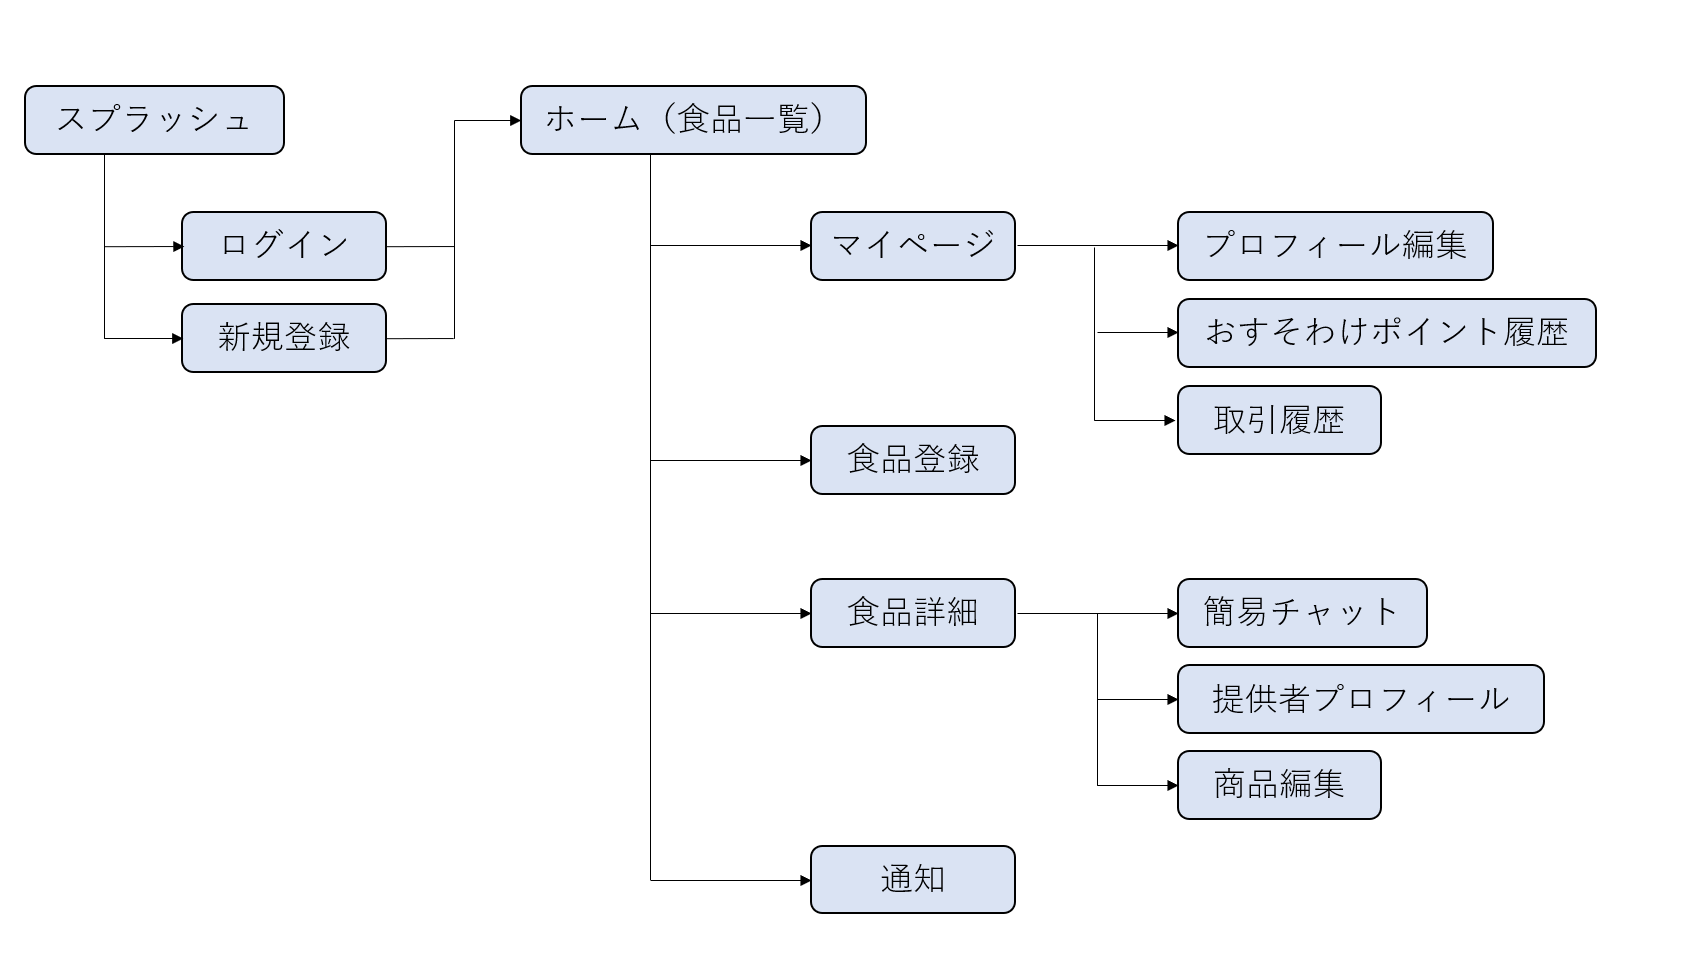 スプラッシュ
ログイン
新規登録
ホーム（食品一覧）
マイページ
プロフィール編集
おすそわけポイント履歴
取引履歴
食品登録
食品詳細
簡易チャット
提供者プロフィール
商品編集
通知